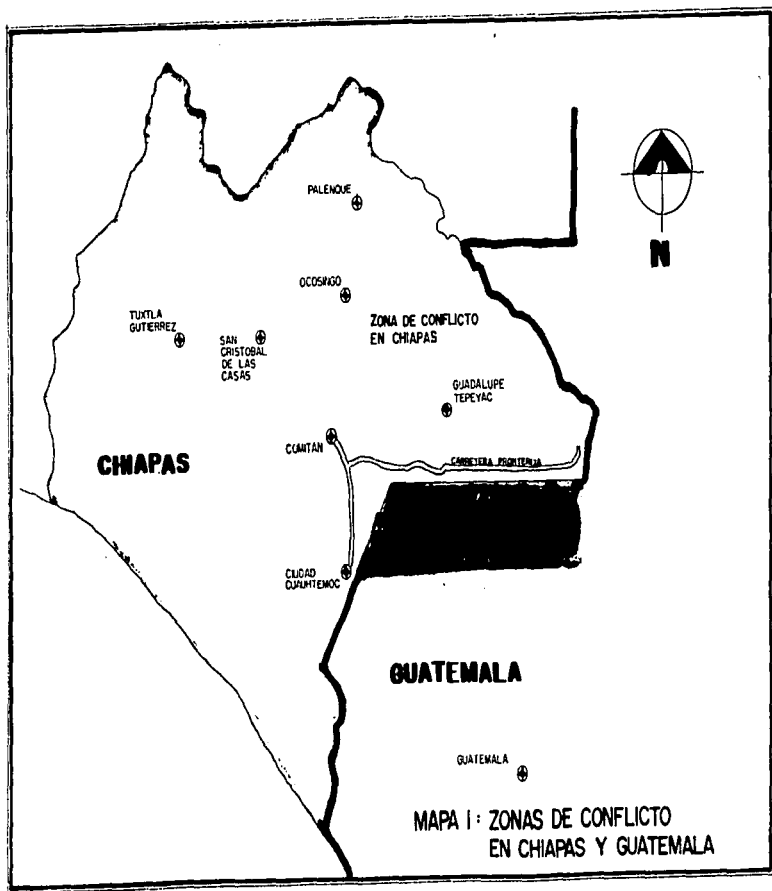 PALENQUE
N
OCOSINGO
TUXTLA
GUTIERREZ
SAN
CRISTOBAL
DE LAS
CASAS
ZONA DE CONFLICTO
EN CHIAPAS
GUADALUPE
TEPEYAC
COMITAN
CHIAPAS
CARRETERA FRONTERIJA
CIUDAD
CUAUHTEMOC
GUATEMALA
GUATEMALA
MAPA I: ZONAS DE CONFLICTO
EN CHIAPAS Y GUATEMALA